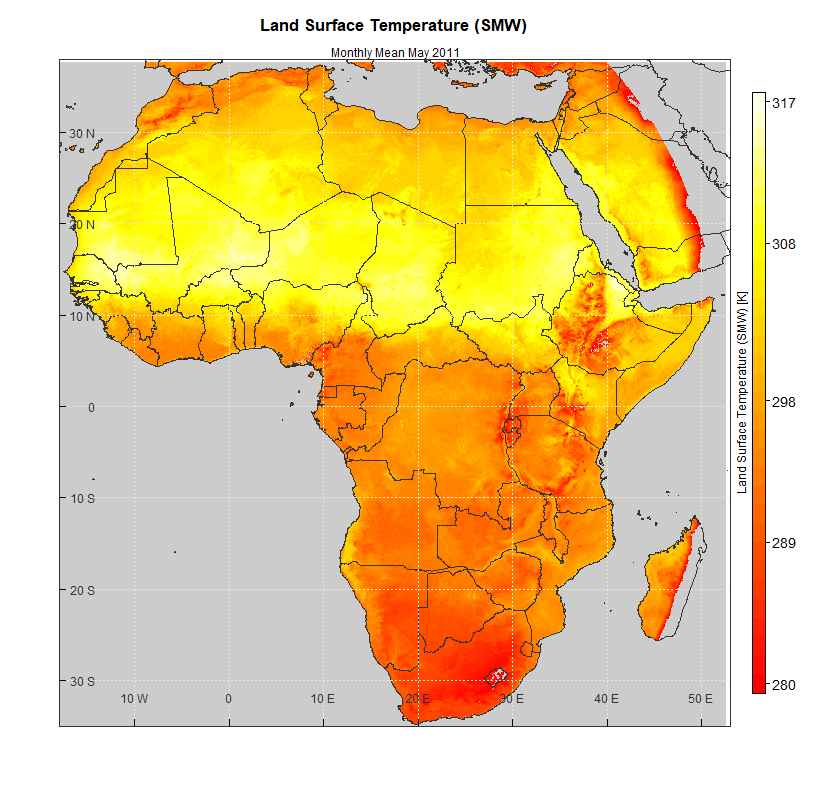 Land Surface Temperature (SMW)
Monthly Mean May 2011
317
30 N
308
20 N
10 N
298
0
Land Surface Temperature (SMW) [K]
10 S
289
20 S
30 S
280
10 W
0
10 E
20 E
30 E
40 E
50 E